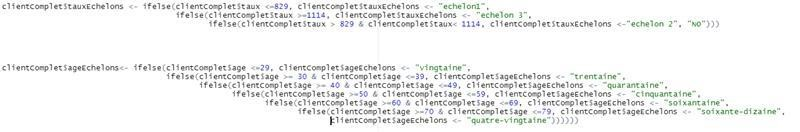 clientComplet$tauxEchelons <- ifelse(clientComplet$taux <=829, clientComplet$tauxEchelons <- "echelon1",
ifelse(clientComplet$taux >=1114, clientComplet$tauxEchelons <- "echelon 3",
ifelse(clientComplet$taux > 829 & clientComplet$taux< 1114, clientComplet$tauxEchelons <-"echelon 2", "NO")))
clientComplet$ageEchelons<- ifelse(clientComplet$age <=29, clientComplet$ageEchelons <- "vingtaine",
ifelse(clientComplet$age >= 30 & clientComplet$age <=39, clientComplet$ageEchelons <- "trentaine",
ifelse(clientComplet$age >= 40 & clientComplet$age <=49, clientComplet$ageEchelons <- "quarantaine",
ifelse(clientComplet$age >=50 & clientComplet$age <=59, clientComplet$ageEchelons <- "cinquantaine",
ifelse(clientComplet$age >=60 & clientComplet$age <=69, clientComplet$ageEchelons <- "soixantaine",
ifelse(clientComplet$age >=70 & clientComplet$age <=79, clientComplet$ageEchelons <- "soixante-dizaine",
clientComplet$ageEchelons <- "quatre-vingtaine"))))))